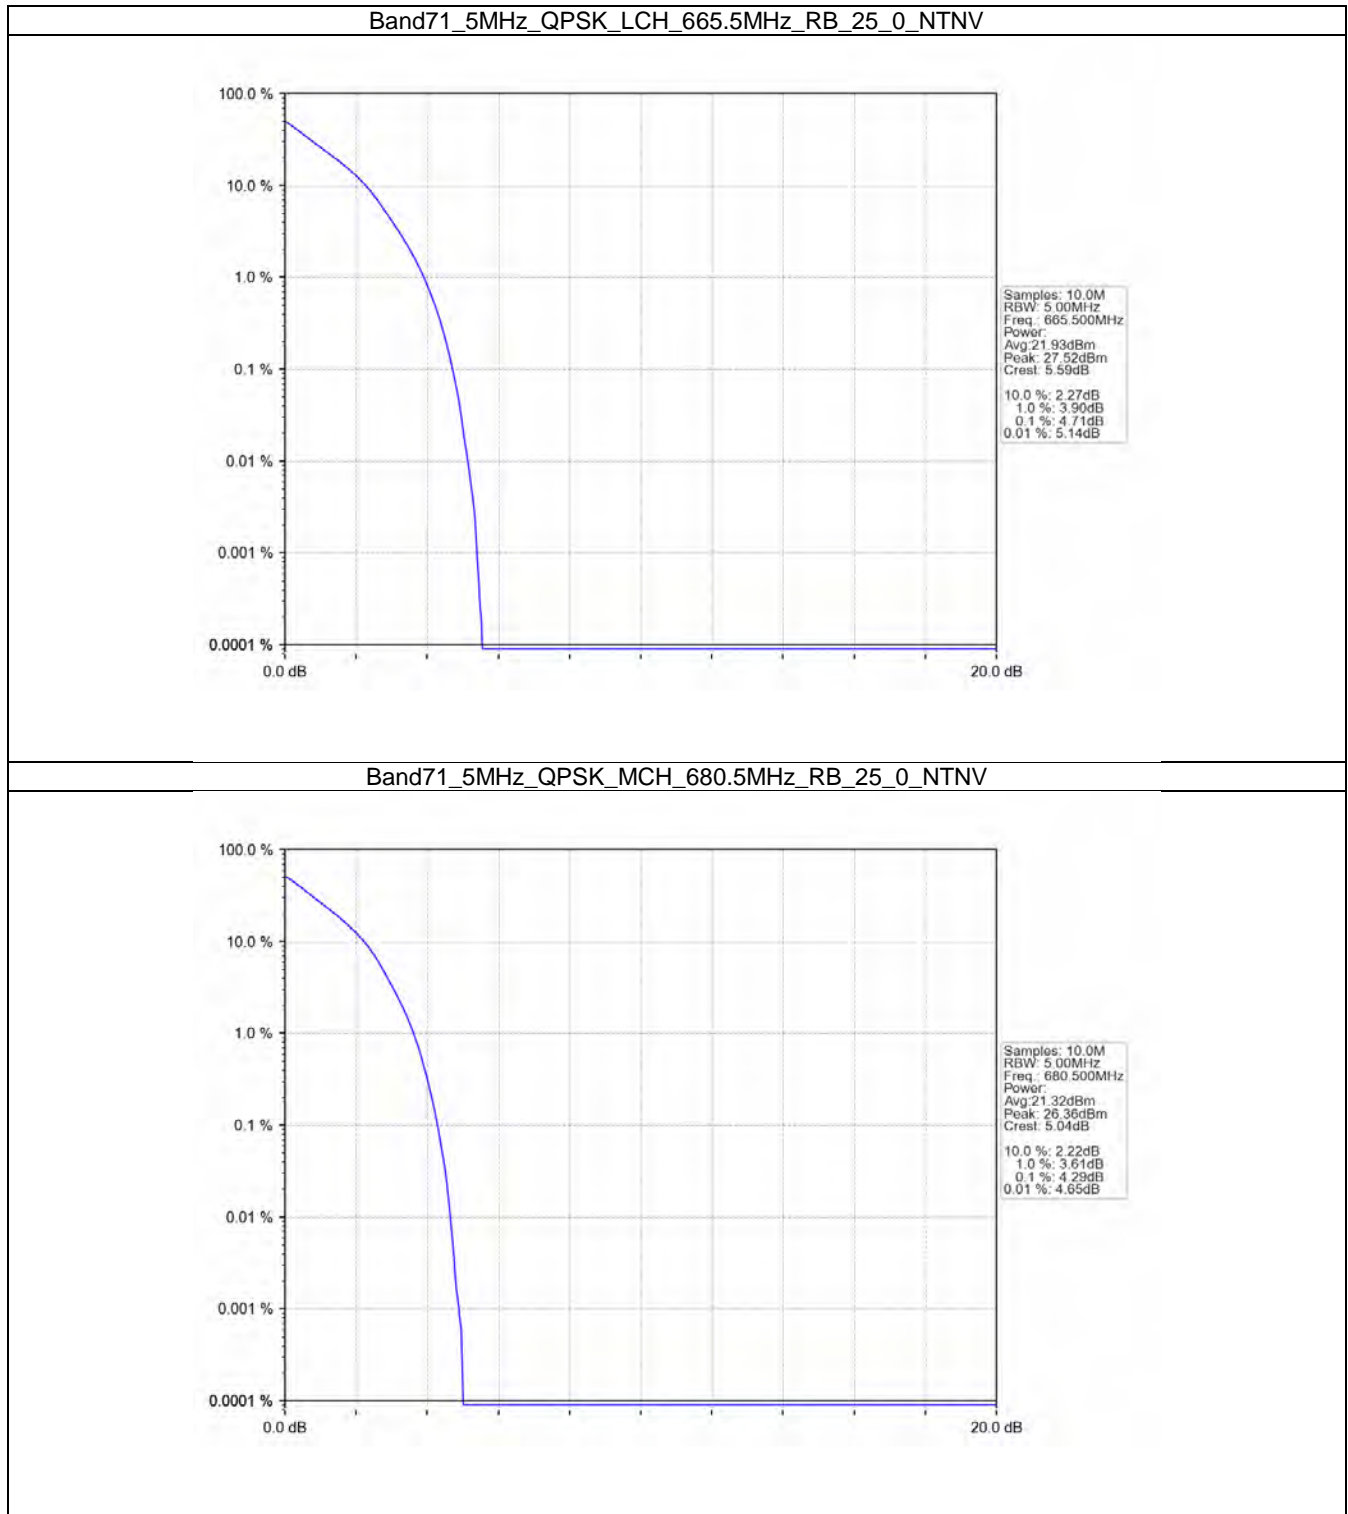 Band71_5MHz_QPSK_LCH_665.5MHz_RB_25_0_NTNV
100.0 %
10.0 %
1.0 %
0.1 %
0.01 %
0.001 %
0.0001 %
0.0 dB
20.0 dB
Samples: 10.0M
RBW: 5.00MHz
Freq.: 665.500MHz
Power:
Avg:21.93dBm
Peak: 27.52dBm
Crest: 5.59dB
10.0 %: 2.27dB
1.0 %: 3.90dB
0.1 %: 4.71dB
0.01 %: 5.14dB
Band71_5MHz_QPSK_MCH_680.5MHz_RB_25_0_NTNV
100.0 %
10.0 %
1.0 %
0.1 %
0.01 %
0.001 %
0.0001 %
0.0 dB
20.0 dB
Samples: 10.0M
RBW: 5.00MHz
Freq.: 680.500MHz
Power:
Avg:21.32dBm
Peak: 26.36dBm
Crest: 5.04dB
10.0 %: 2.22dB
1.0 %: 3.61dB
0.1 %: 4.29dB
0.01 %: 4.65dB